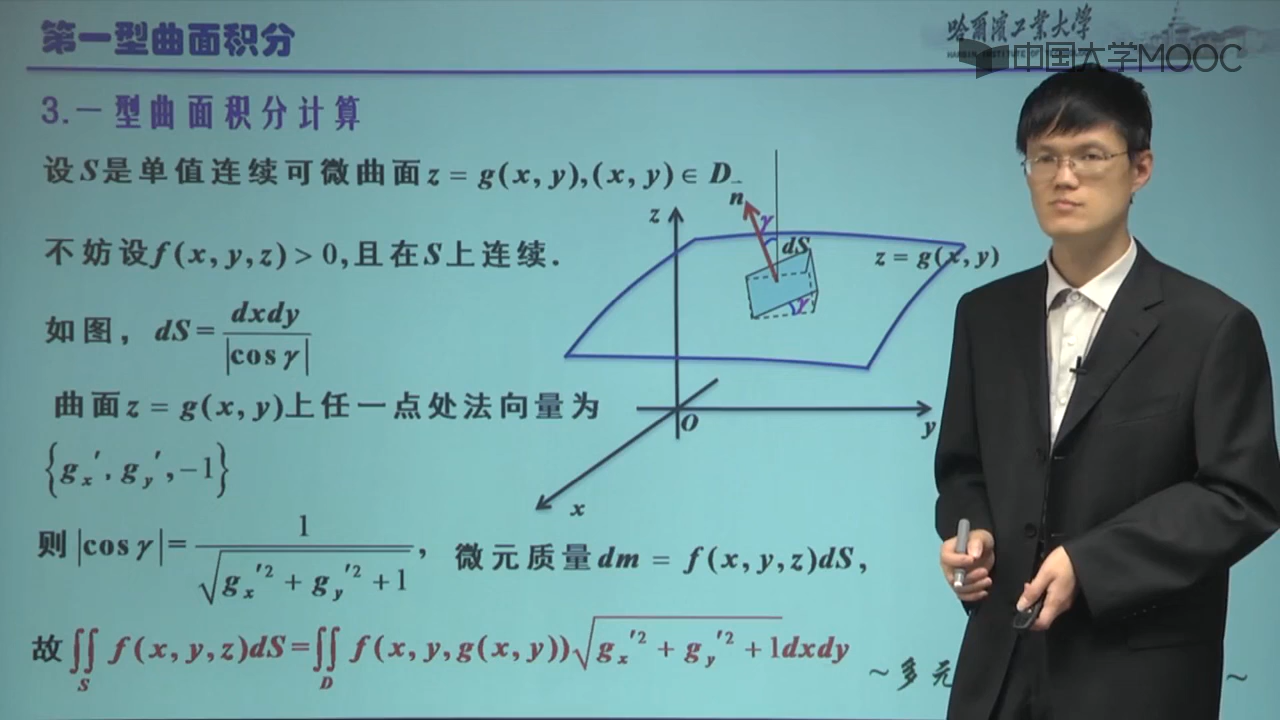 第一型曲面积分
哈尔滨工业大学
中国大学MOOC
3.一型曲面积分计算
设S是单值连续可微曲面z = g(x, y),(x, y)∈ D
不妨设f(x, y, z) > 0,且在S上连续.
如图，dS = dxdy / |cos γ|
曲面z = g(x, y)上任一点处法向量为
{g_x′, g_y′, −1}
则|cos γ| = 1 / √(g_x′² + g_y′² + 1)，微元质量dm = f(x, y, z)dS,
故∬_S f(x, y, z)dS = ∬_D f(x, y, g(x, y))√(g_x′² + g_y′² + 1)dxdy
n
γ
z
dS
z = g(x, y)
γ
O
y
x
~多元
~